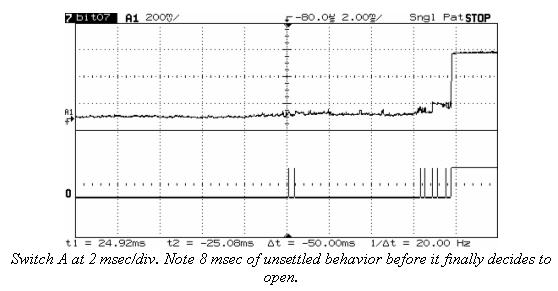 7 bit07 A1 200mV/ -80.0% 2.00%/ Sngl Pat STOP
A1
0
t1 = 24.92ms t2 = -25.08ms Δt = -50.00ms 1/Δt = 20.00 Hz
Switch A at 2 msec/div. Note 8 msec of unsettled behavior before it finally decides to
open.